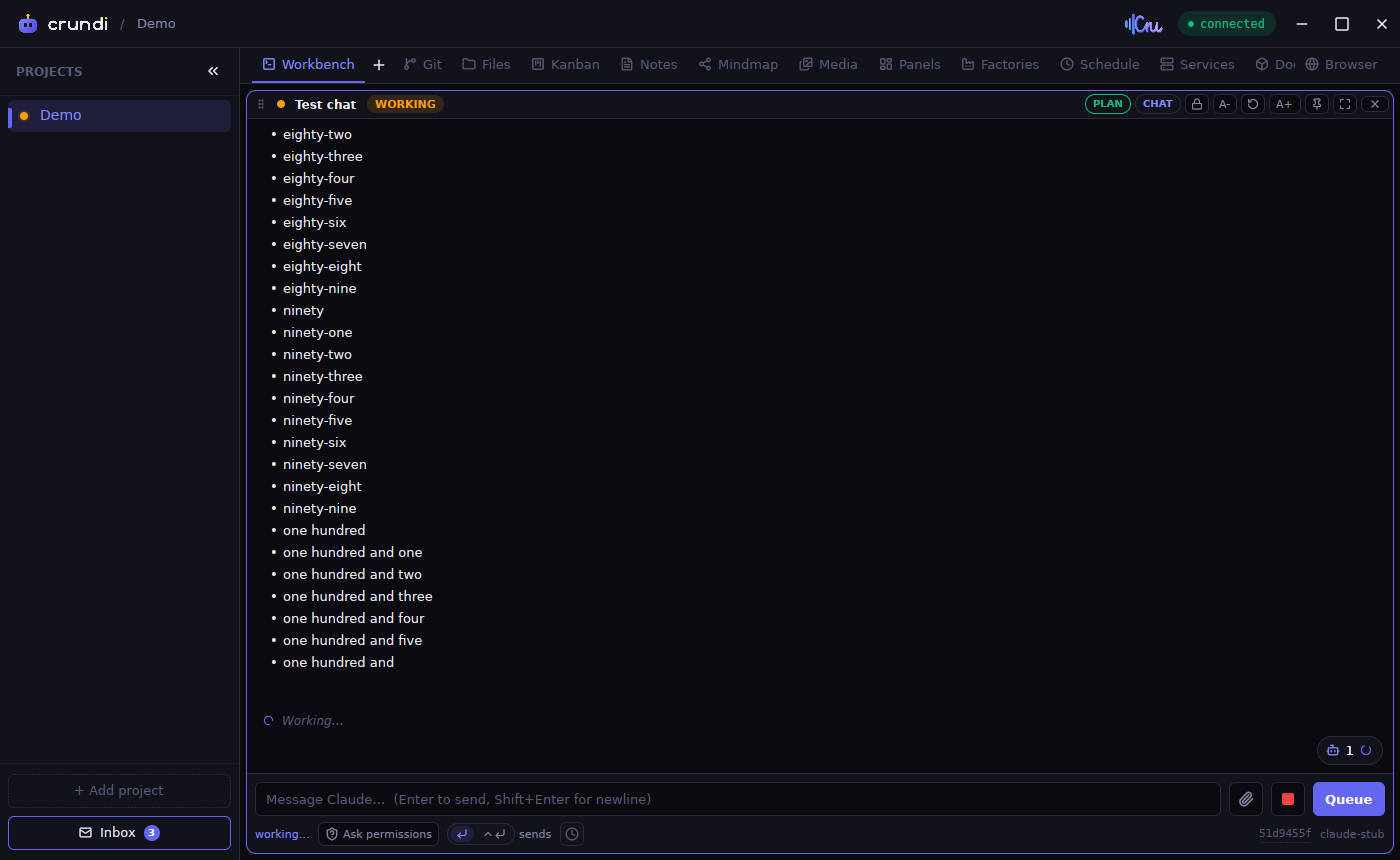 crundi / Demo
Cru
connected
PROJECTS
Workbench
Git
Files
Kanban
Notes
Mindmap
Media
Panels
Factories
Schedule
Services
Browser
Demo
Test chat WORKING
PLAN CHAT A- A+
• eighty-two
• eighty-three
• eighty-four
• eighty-five
• eighty-six
• eighty-seven
• eighty-eight
• eighty-nine
• ninety
• ninety-one
• ninety-two
• ninety-three
• ninety-four
• ninety-five
• ninety-six
• ninety-seven
• ninety-eight
• ninety-nine
• one hundred
• one hundred and one
• one hundred and two
• one hundred and three
• one hundred and four
• one hundred and five
• one hundred and
Working...
1
+ Add project
Inbox 3
Message Claude... (Enter to send, Shift+Enter for newline)
Queue
working... Ask permissions sends
51d9455f claude-stub